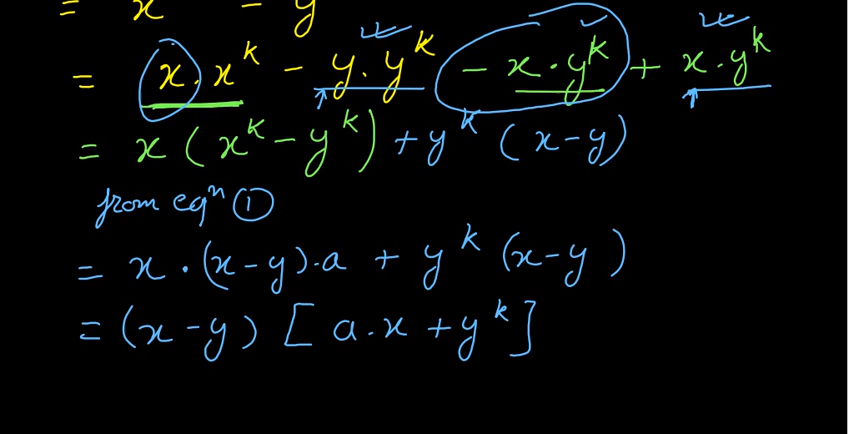 = x - y
= x · x^k - y · y^k - x · y^k + x · y^k
= x (x^k - y^k) + y^k (x-y)
from eqn ①
= x · (x-y) · a + y^k (x-y)
= (x-y) [ a · x + y^k ]